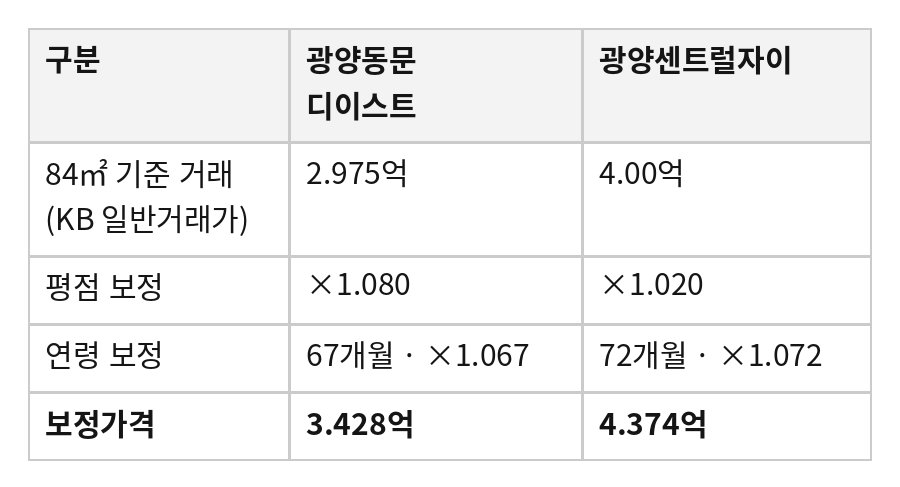 구분
광양동문
디이스트
광양센트럴자이
84㎡ 기준 거래
(KB 일반거래가)
2.975억
4.00억
평점 보정
×1.080
×1.020
연령 보정
67개월 · ×1.067
72개월 · ×1.072
보정가격
3.428억
4.374억